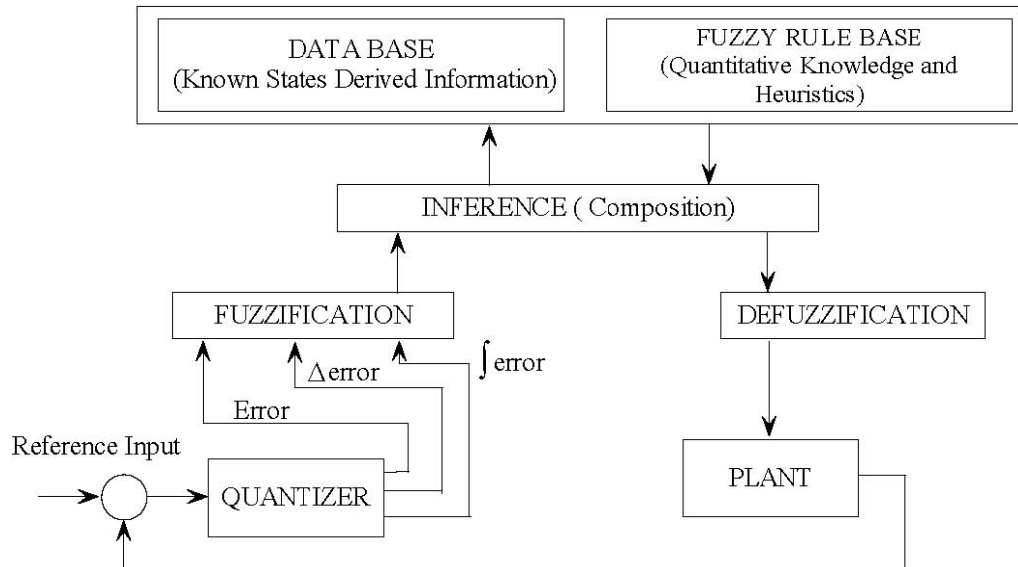 DATA BASE
(Known States Derived Information)
FUZZY RULE BASE
(Quantitative Knowledge and
Heuristics)
INFERENCE ( Composition)
FUZZIFICATION
DEFUZZIFICATION
∫ error
Δ error
Error
Reference Input
QUANTIZER
PLANT